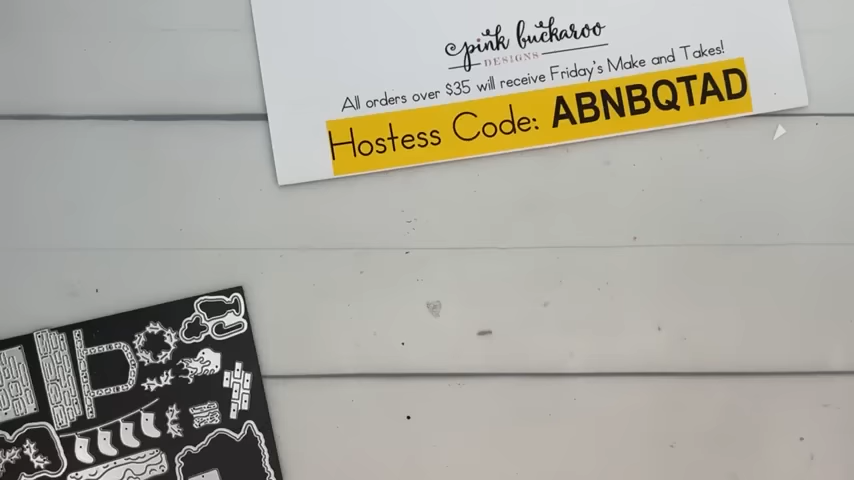 pink buckaroo
DESIGNS
All orders over $35 will receive Friday's Make and Takes!
Hostess Code: ABNBQTAD